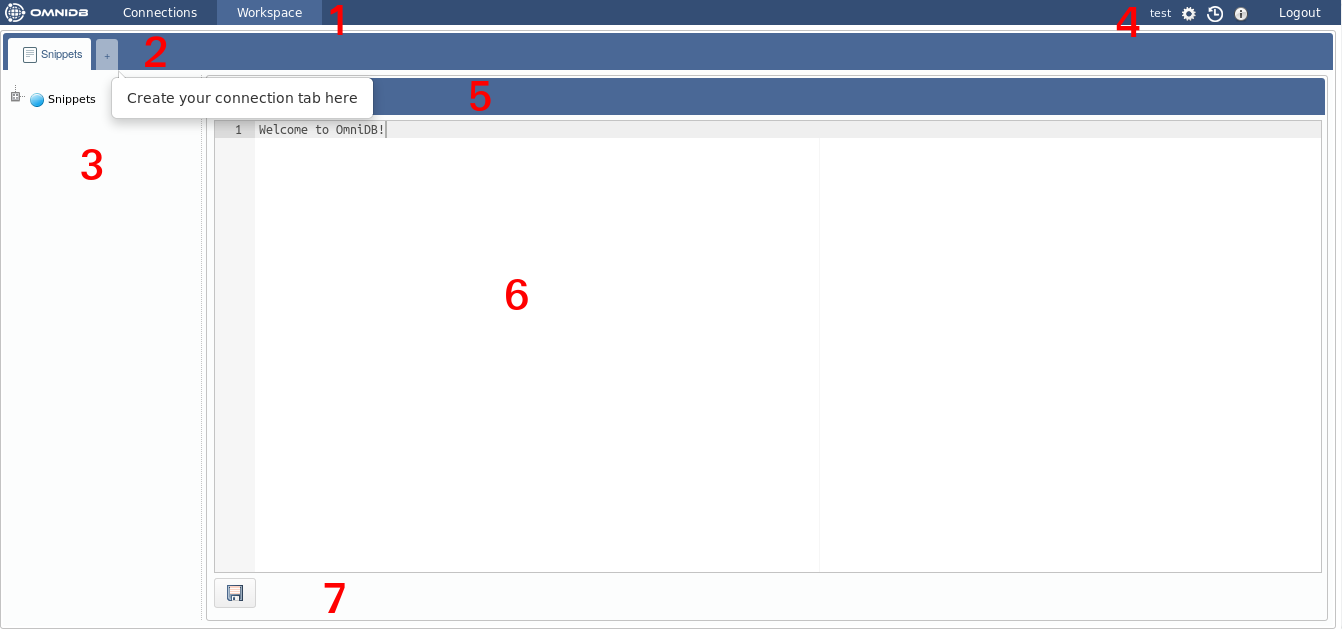 OMNIDB Connections Workspace 1 4 test Logout
Snippets + 2
Snippets Create your connection tab here 5
1 Welcome to OmniDB!
3
6
7